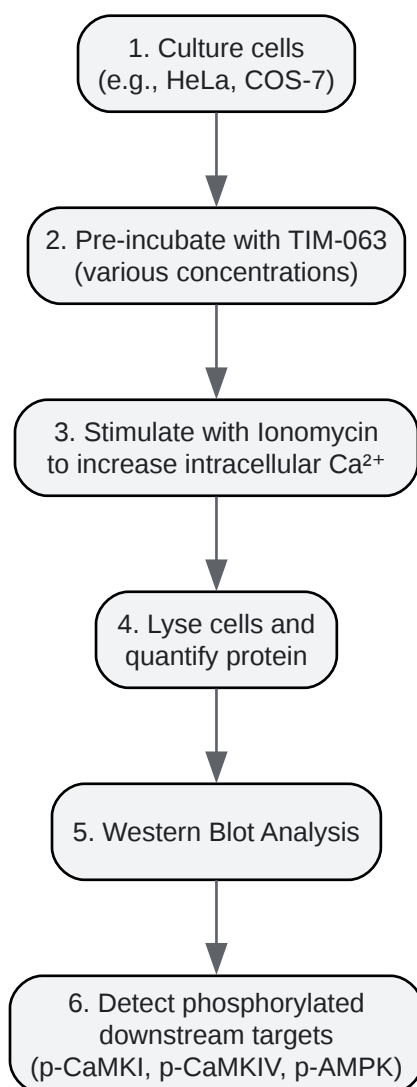 1. Culture cells
(e.g., HeLa, COS-7)
2. Pre-incubate with TIM-063
(various concentrations)
3. Stimulate with Ionomycin
to increase intracellular Ca²⁺
4. Lyse cells and
quantify protein
5. Western Blot Analysis
6. Detect phosphorylated
downstream targets
(p-CaMKI, p-CaMKIV, p-AMPK)